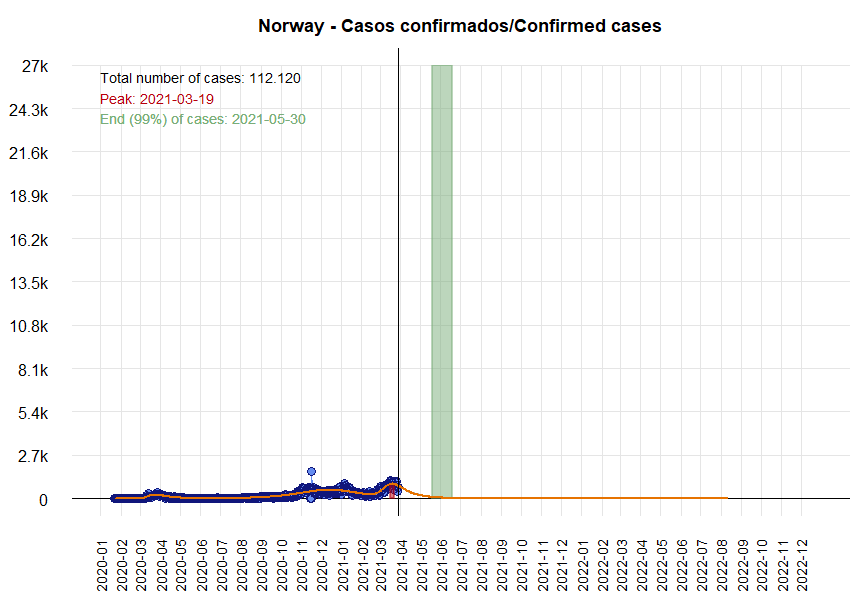 Norway - Casos confirmados/Confirmed cases
27k
24.3k
21.6k
18.9k
16.2k
13.5k
10.8k
8.1k
5.4k
2.7k
0
Total number of cases: 112.120
Peak: 2021-03-19
End (99%) of cases: 2021-05-30
2020-01
2020-02
2020-03
2020-04
2020-05
2020-06
2020-07
2020-08
2020-09
2020-10
2020-11
2020-12
2021-01
2021-02
2021-03
2021-04
2021-05
2021-06
2021-07
2021-08
2021-09
2021-10
2021-11
2021-12
2022-01
2022-02
2022-03
2022-04
2022-05
2022-06
2022-07
2022-08
2022-09
2022-10
2022-11
2022-12